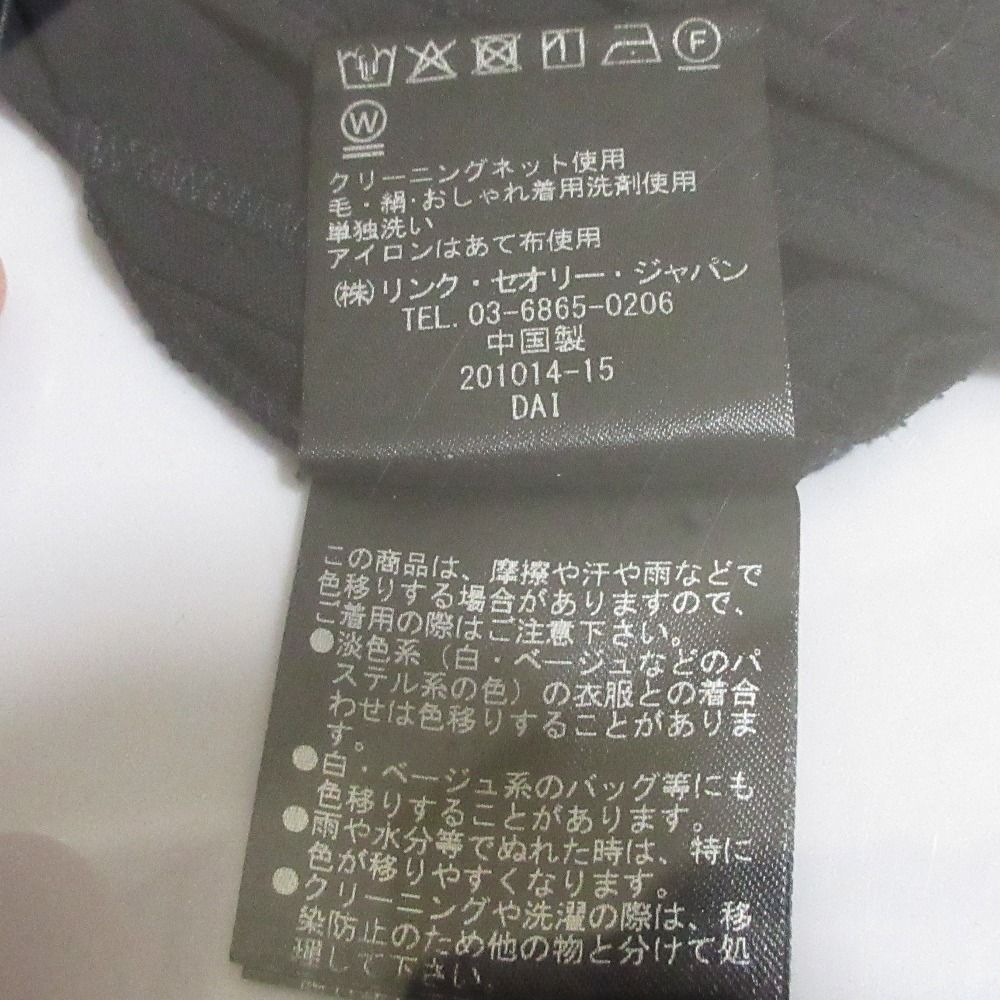 F
W
クリーニングネット使用
毛・絹・おしゃれ着用洗剤使用
単独洗い
アイロンはあて布使用
(株)リンク・セオリー・ジャパン
TEL. 03-6865-0206
中国製
201014-15
DAI
この商品は、摩擦や汗や雨などで
色移りする場合がありますので、
ご着用の際はご注意下さい。
●淡色系（白・ベージュなどのパ
ステル系の色）の衣服との着合
わせは色移りすることがありま
す。
●白・ベージュ系のバッグ等にも
色移りすることがあります。
●雨や水分等でぬれた時は、特に
色が移りやすくなります。
●クリーニングや洗濯の際は、移
染防止のため他の物と分けて処
理して下さい。